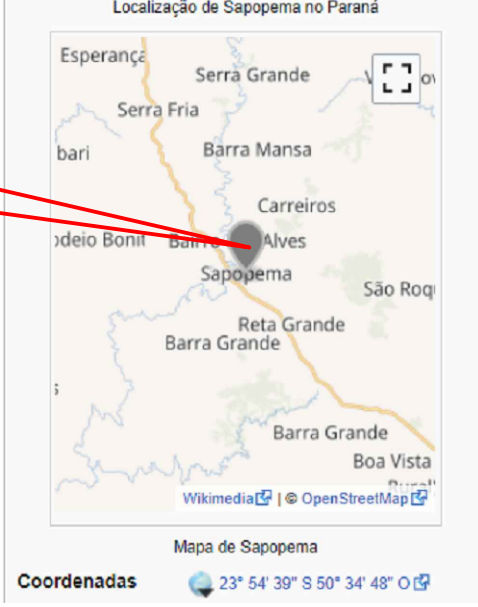 Localização de Sapopema no Paraná
Esperança
Serra Grande
Serra Fria
bari
Barra Mansa
Carreiros
odeio Bonit
Alves
Sapopema
São Roq
Reta Grande
Barra Grande
Barra Grande
Boa Vista
Wikimedia | © OpenStreetMap
Mapa de Sapopema
Coordenadas 23° 54' 39" S 50° 34' 48" O